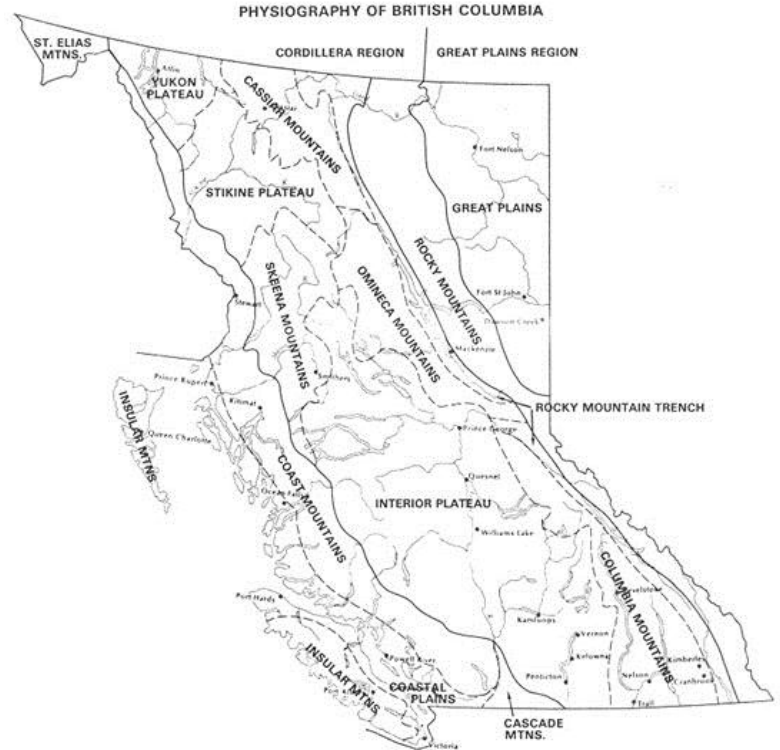 PHYSIOGRAPHY OF BRITISH COLUMBIA
ST. ELIAS
MTNS.
CORDILLERA REGION
GREAT PLAINS REGION
Atlin
YUKON
PLATEAU
CASSIAR MOUNTAINS
Fort Nelson
STIKINE PLATEAU
GREAT PLAINS
ROCKY MOUNTAINS
OMINECA MOUNTAINS
SKEENA MOUNTAINS
Fort St John
Stewart
Dawson Creek
Mackenzie
Prince Rupert
Smithers
Kitimat
INSULAR MTNS
ROCKY MOUNTAIN TRENCH
Queen Charlotte
Prince George
COAST MOUNTAINS
Quesnel
Ocean Falls
INTERIOR PLATEAU
Williams Lake
COLUMBIA MOUNTAINS
Revelstoke
Port Hardy
Kamloops
Vernon
Powell River
Kelowna
Kimberley
INSULAR MTNS
Penticton
Nelson
Cranbrook
Port
COASTAL
PLAINS
Trail
CASCADE
MTNS.
Victoria